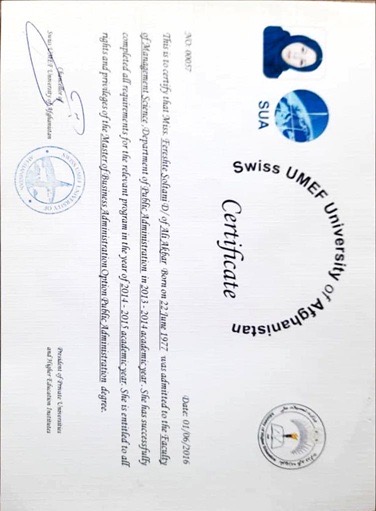 Swiss UMEF University of Afghanistan
SUA
Certificate
NO: 00057
Date: 01/06/2016
This is to certify that Miss. Fereshte Soltani D/ of Ali Akbar Born on 22 June 1977 was admitted to the Faculty
of Management Science /Department of Public Administration in 2013 - 2014 academic year. She has successfully
completed all requirements for the relevant program in the year of 2014 - 2015 academic year. She is entitled to all
rights and privileges of the Master of Business Administration Option Public Administration degree.
Chancellor of
Swiss UMEF University of Afghanistan
President of Private Universities
and Higher Education Institutes